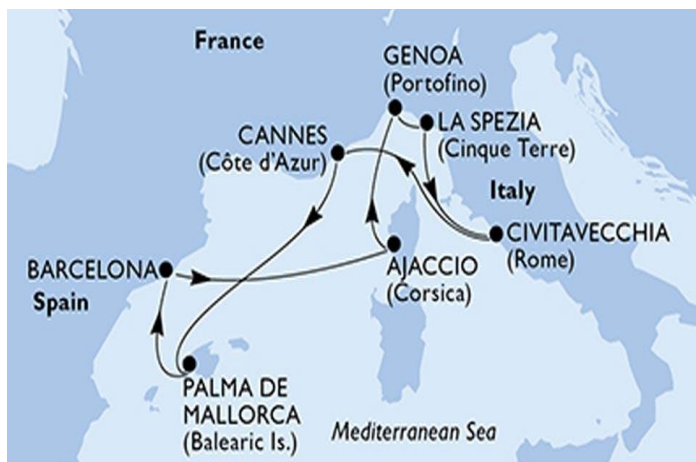 France
GENOA
(Portofino)
CANNES
(Côte d'Azur)
LA SPEZIA
(Cinque Terre)
Italy
CIVITAVECCHIA
(Rome)
BARCELONA
Spain
AJACCIO
(Corsica)
PALMA DE
MALLORCA
(Balearic Is.)
Mediterranean Sea